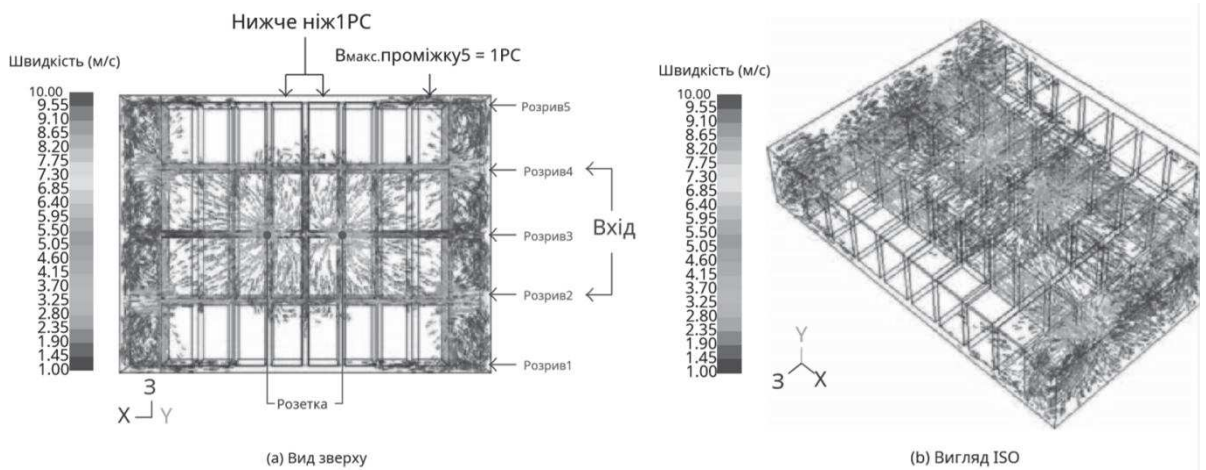 Нижче ніж1РС
Bмакс.проміжку5 = 1РС
Швидкість (м/с)
10.00
9.55
9.10
8.65
8.20
7.75
7.30
6.85
6.40
5.95
5.50
5.05
4.60
4.15
3.70
3.25
2.80
2.35
1.90
1.45
1.00
Розрив5
Розрив4
Розрив3
Розрив2
Розрив1
Вхід
Розетка
З
X Y
(a) Вид зверху
Швидкість (м/с)
10.00
9.55
9.10
8.65
8.20
7.75
7.30
6.85
6.40
5.95
5.50
5.05
4.60
4.15
3.70
3.25
2.80
2.35
1.90
1.45
1.00
Y
З X
(b) Вигляд ISO